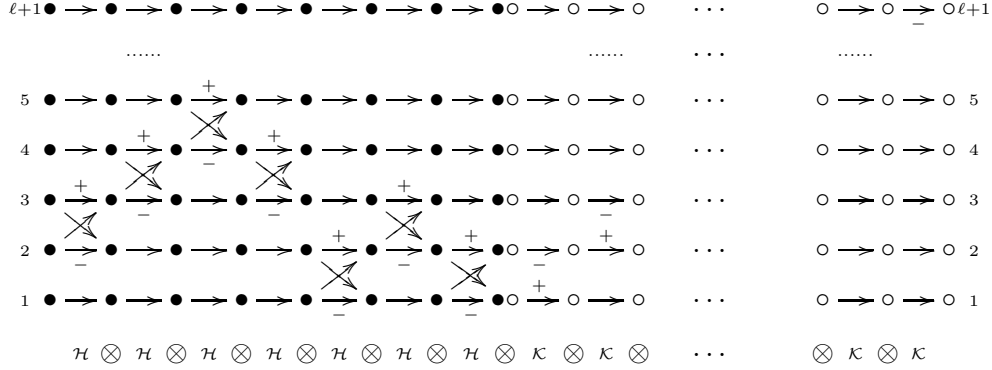 ℓ+1 · · · ℓ+1
−
...... ...... · · · ......
+
5 · · · 5
+ +
4 · · · 4
−
+ +
3 · · · 3
− − −
+ + +
2 · · · 2
− − −
+
1 · · · 1
− −
ℋ ⊗ ℋ ⊗ ℋ ⊗ ℋ ⊗ ℋ ⊗ ℋ ⊗ ℋ ⊗ 𝒦 ⊗ 𝒦 ⊗ · · · ⊗ 𝒦 ⊗ 𝒦